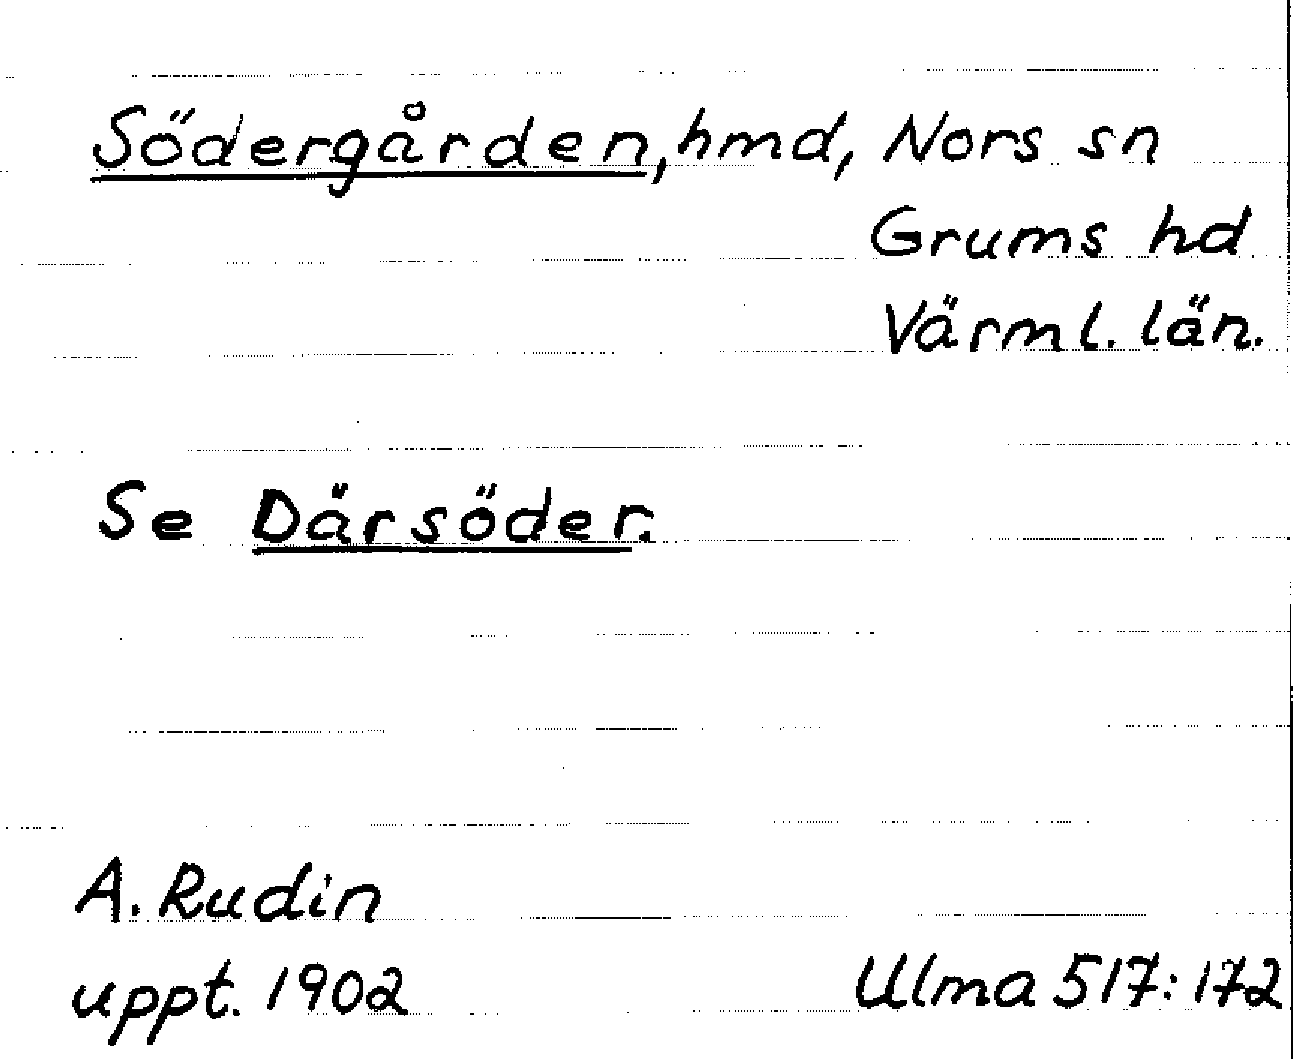 Södergården, hmd, Nors sn
Grums hd
Värml. län.
Se Därsöder.
A. Rudin
uppt. 1902
Ulma 517:172